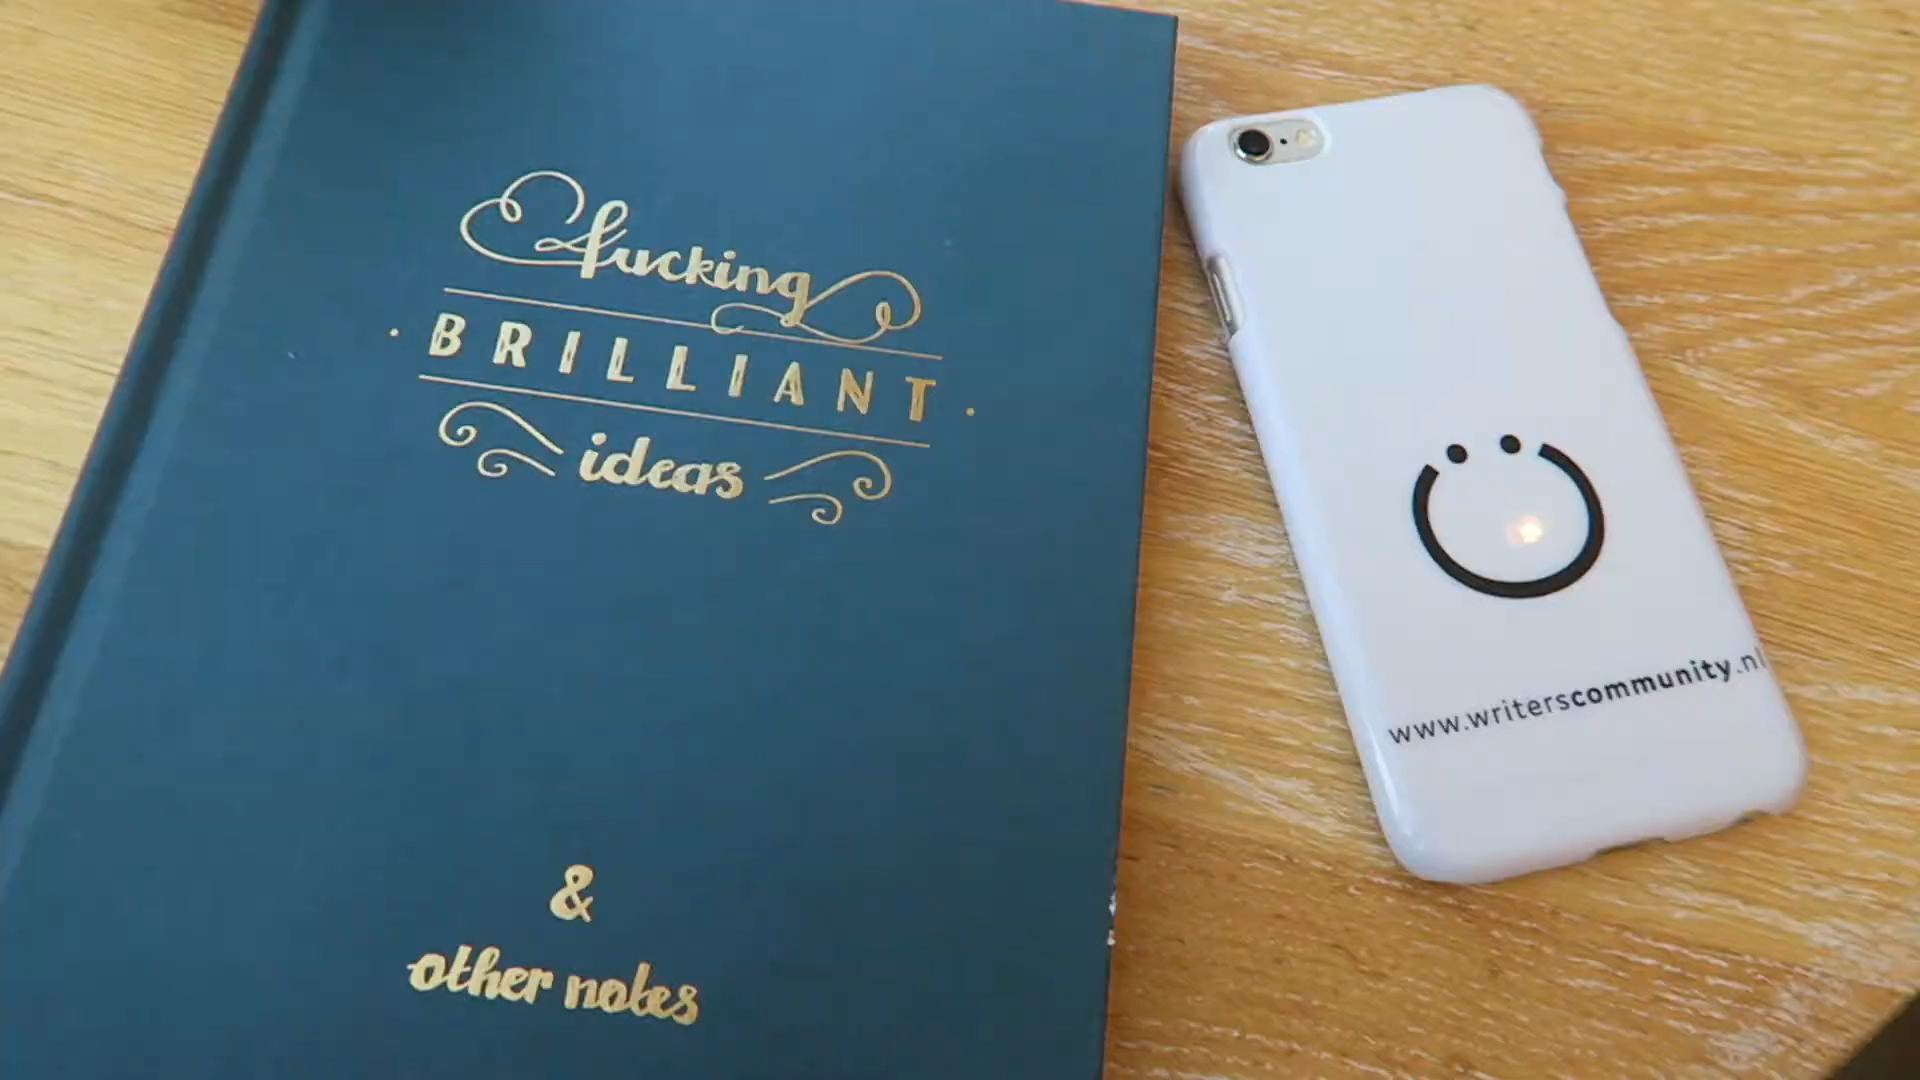 fucking
BRILLIANT
ideas
&
other notes
www.writerscommunity.nl